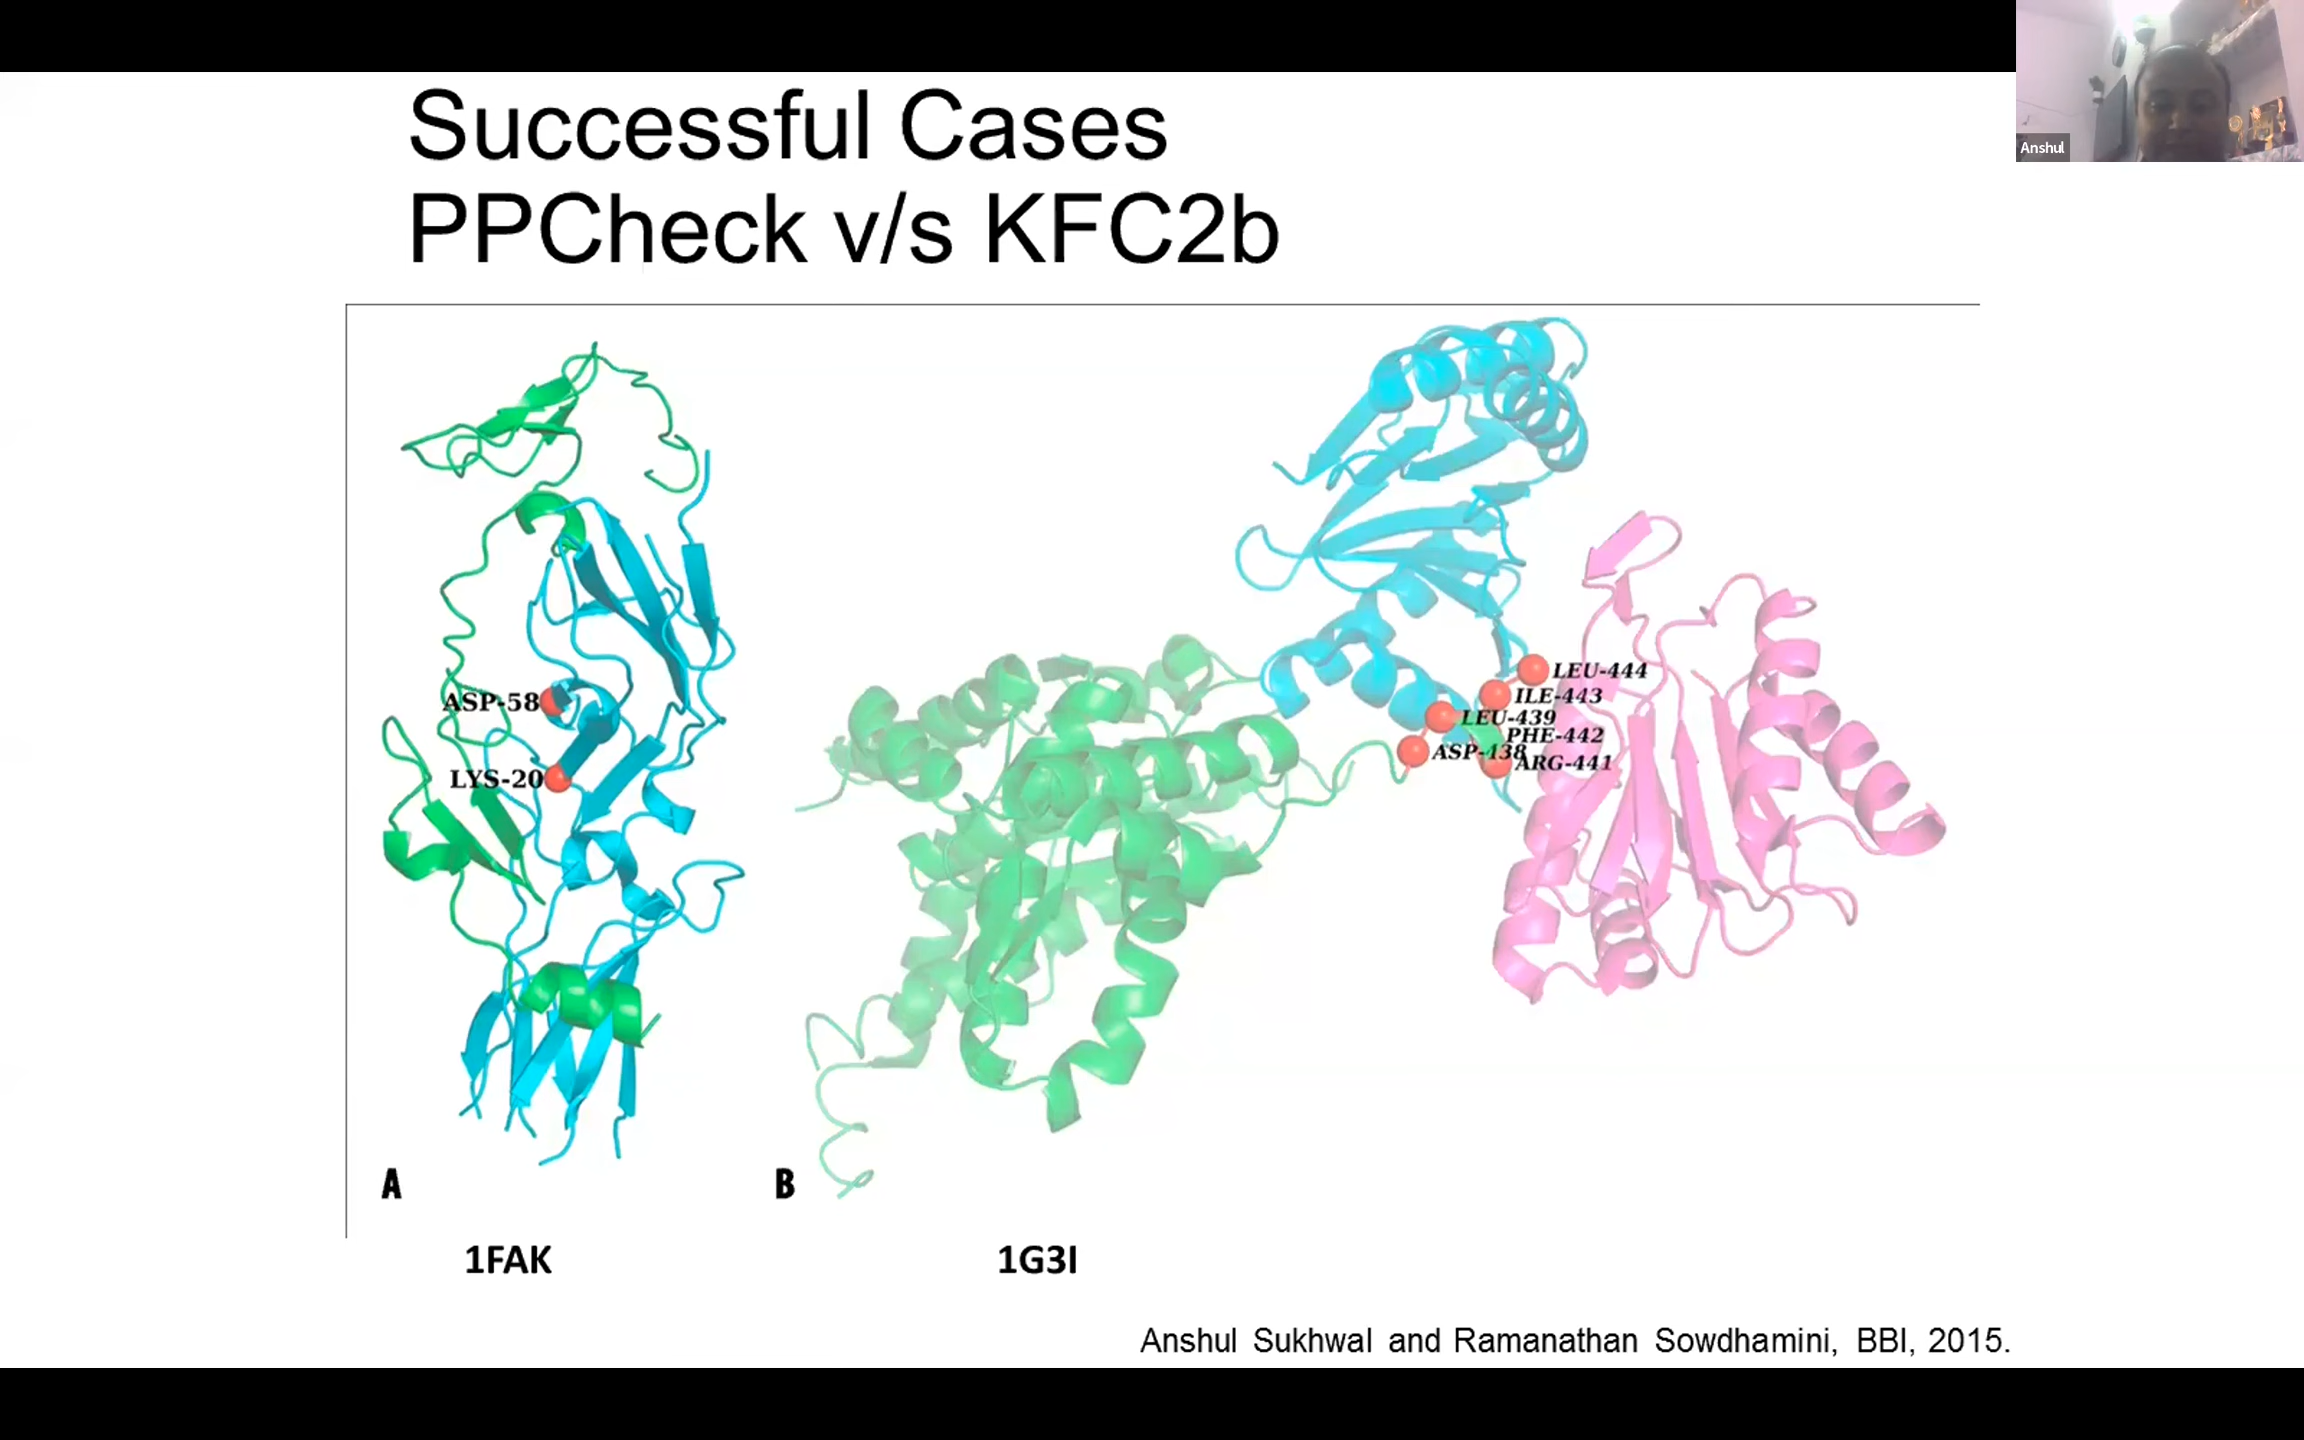 Successful Cases
PPCheck v/s KFC2b
Anshul
ASP-58
LYS-20
LEU-444
ILE-443
LEU-439
PHE-442
ASP-438
ARG-441
A
B
1FAK
1G3I
Anshul Sukhwal and Ramanathan Sowdhamini, BBI, 2015.